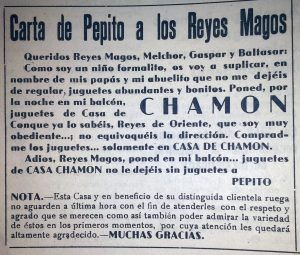 Carta de Pepito a los Reyes Magos
Queridos Reyes Magos, Melchor, Gaspar y Baltasar:
Como soy un niño formalito, os voy a suplicar, en
nombre de mis papás y mi abuelito que no me dejéis
de regalar, juguetes abundantes y bonitos. Poned, por
la noche en mi balcón,
juguetes de Casa de
CHAMON
Conque ya lo sabéis, Reyes de Oriente, que soy muy
obediente...; no equivoquéis la dirección. Comprad-
me los juguetes... solamente en CASA DE CHAMON.
Adios, Reyes Magos, poned en mi balcón... juguetes
de CASA CHAMON no le dejéis sin juguetes a
PEPITO
NOTA.—Esta Casa y en beneficio de su distinguida clientela ruega
no aguarden a última hora con el fin de atenderles con el respeto y
agrado que se merecen como así también poder admirar la variedad
de éstos en los primeros momentos, por cuya atención les quedará
altamente agradecido.—MUCHAS GRACIAS.